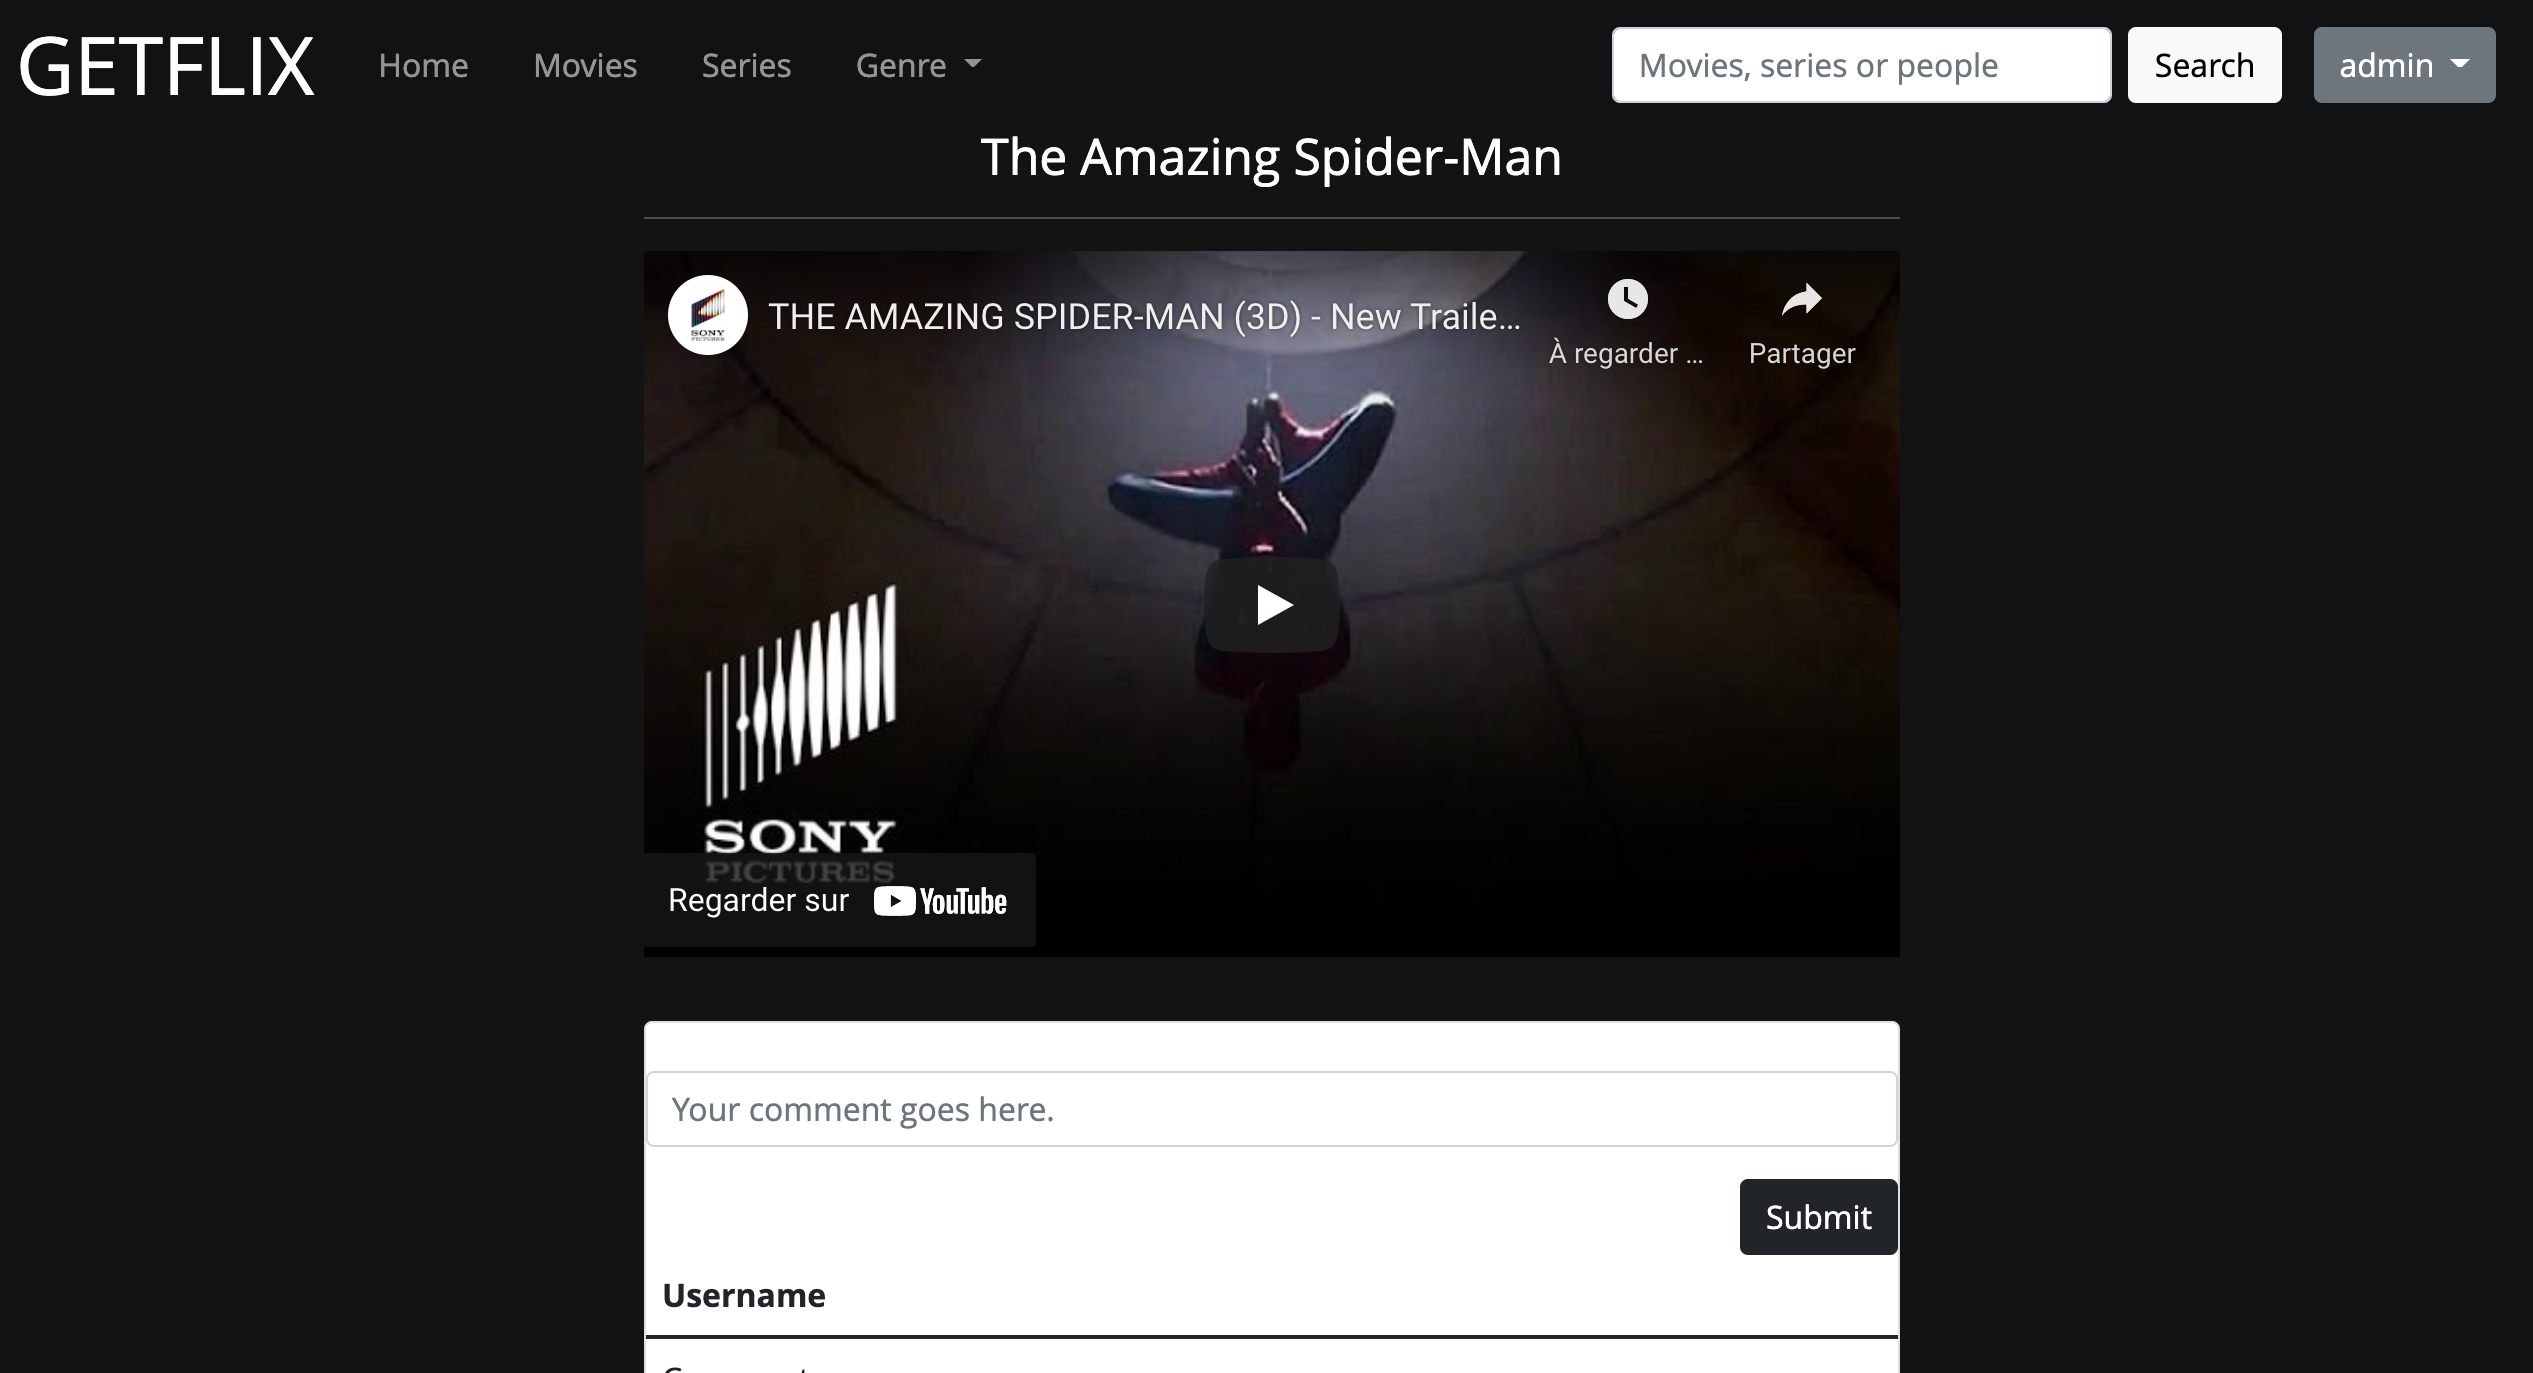 GETFLIX Home Movies Series Genre Movies, series or people Search admin
The Amazing Spider-Man
SONY
PICTURES
THE AMAZING SPIDER-MAN (3D) - New Traile...
À regarder ...
Partager
SONY
PICTURES
Regarder sur YouTube
Your comment goes here.
Submit
Username